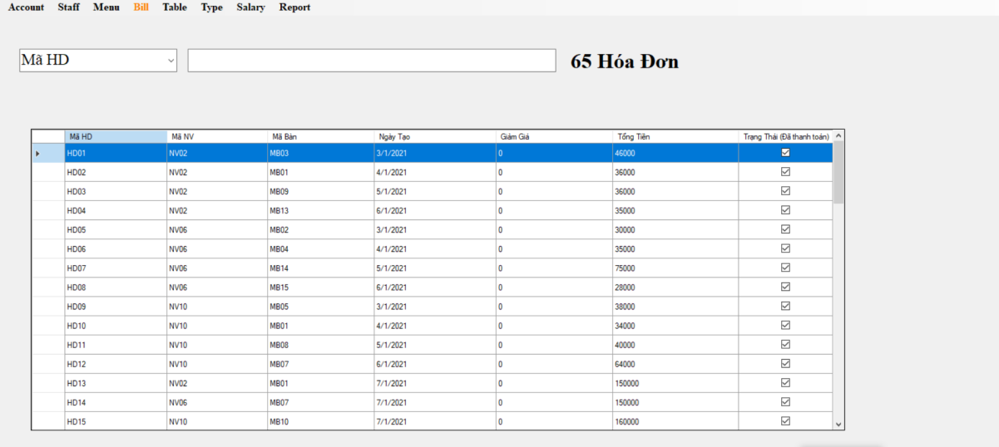 Account Staff Menu Bill Table Type Salary Report
Mã HD 65 Hóa Đơn
Mã HD Mã NV Mã Bàn Ngày Tạo Giảm Giá Tổng Tiền Trạng Thái (Đã thanh toán)
HD01 NV02 MB03 3/1/2021 0 46000
HD02 NV02 MB01 4/1/2021 0 36000
HD03 NV02 MB09 5/1/2021 0 36000
HD04 NV02 MB13 6/1/2021 0 35000
HD05 NV06 MB02 3/1/2021 0 30000
HD06 NV06 MB04 4/1/2021 0 35000
HD07 NV06 MB14 5/1/2021 0 75000
HD08 NV06 MB15 6/1/2021 0 28000
HD09 NV10 MB05 3/1/2021 0 38000
HD10 NV10 MB01 4/1/2021 0 34000
HD11 NV10 MB08 5/1/2021 0 40000
HD12 NV10 MB07 6/1/2021 0 64000
HD13 NV02 MB01 7/1/2021 0 150000
HD14 NV06 MB07 7/1/2021 0 150000
HD15 NV10 MB10 7/1/2021 0 160000